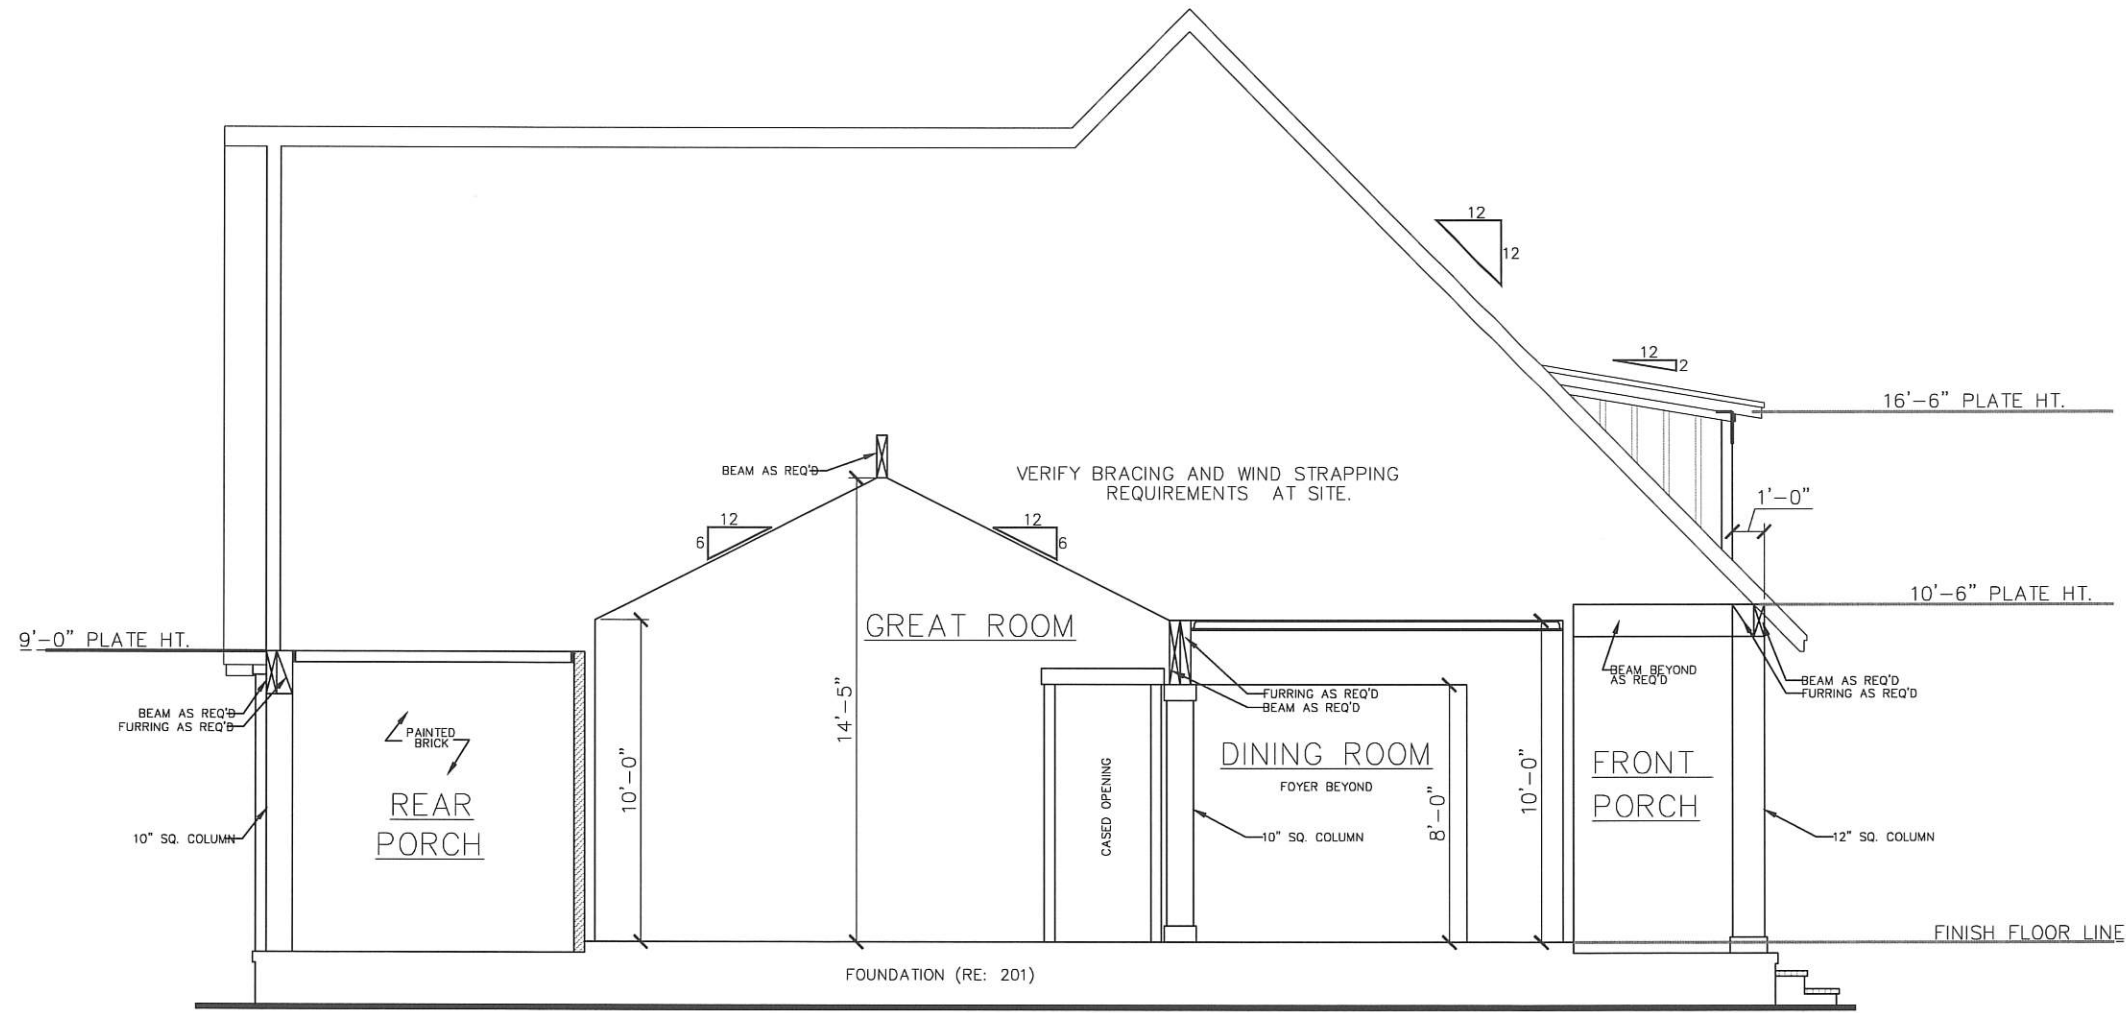 12
12
12
2
16'-6" PLATE HT.
BEAM AS REQ'D
VERIFY BRACING AND WIND STRAPPING
REQUIREMENTS AT SITE.
1'-0"
12
6
12
6
10'-6" PLATE HT.
GREAT ROOM
9'-0" PLATE HT.
BEAM BEYOND
AS REQ'D
BEAM AS REQ'D
FURRING AS REQ'D
FURRING AS REQ'D
BEAM AS REQ'D
14'-5"
BEAM AS REQ'D
FURRING AS REQ'D
PAINTED
BRICK
DINING ROOM
FOYER BEYOND
FRONT
PORCH
10'-0"
10'-0"
8'-0"
CASED OPENING
REAR
PORCH
10" SQ. COLUMN
10" SQ. COLUMN
12" SQ. COLUMN
FINISH FLOOR LINE
FOUNDATION (RE: 201)